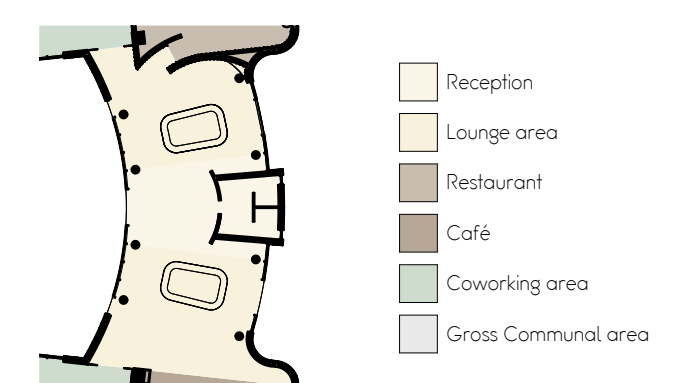 Reception
Lounge area
Restaurant
Café
Coworking area
Gross Communal area